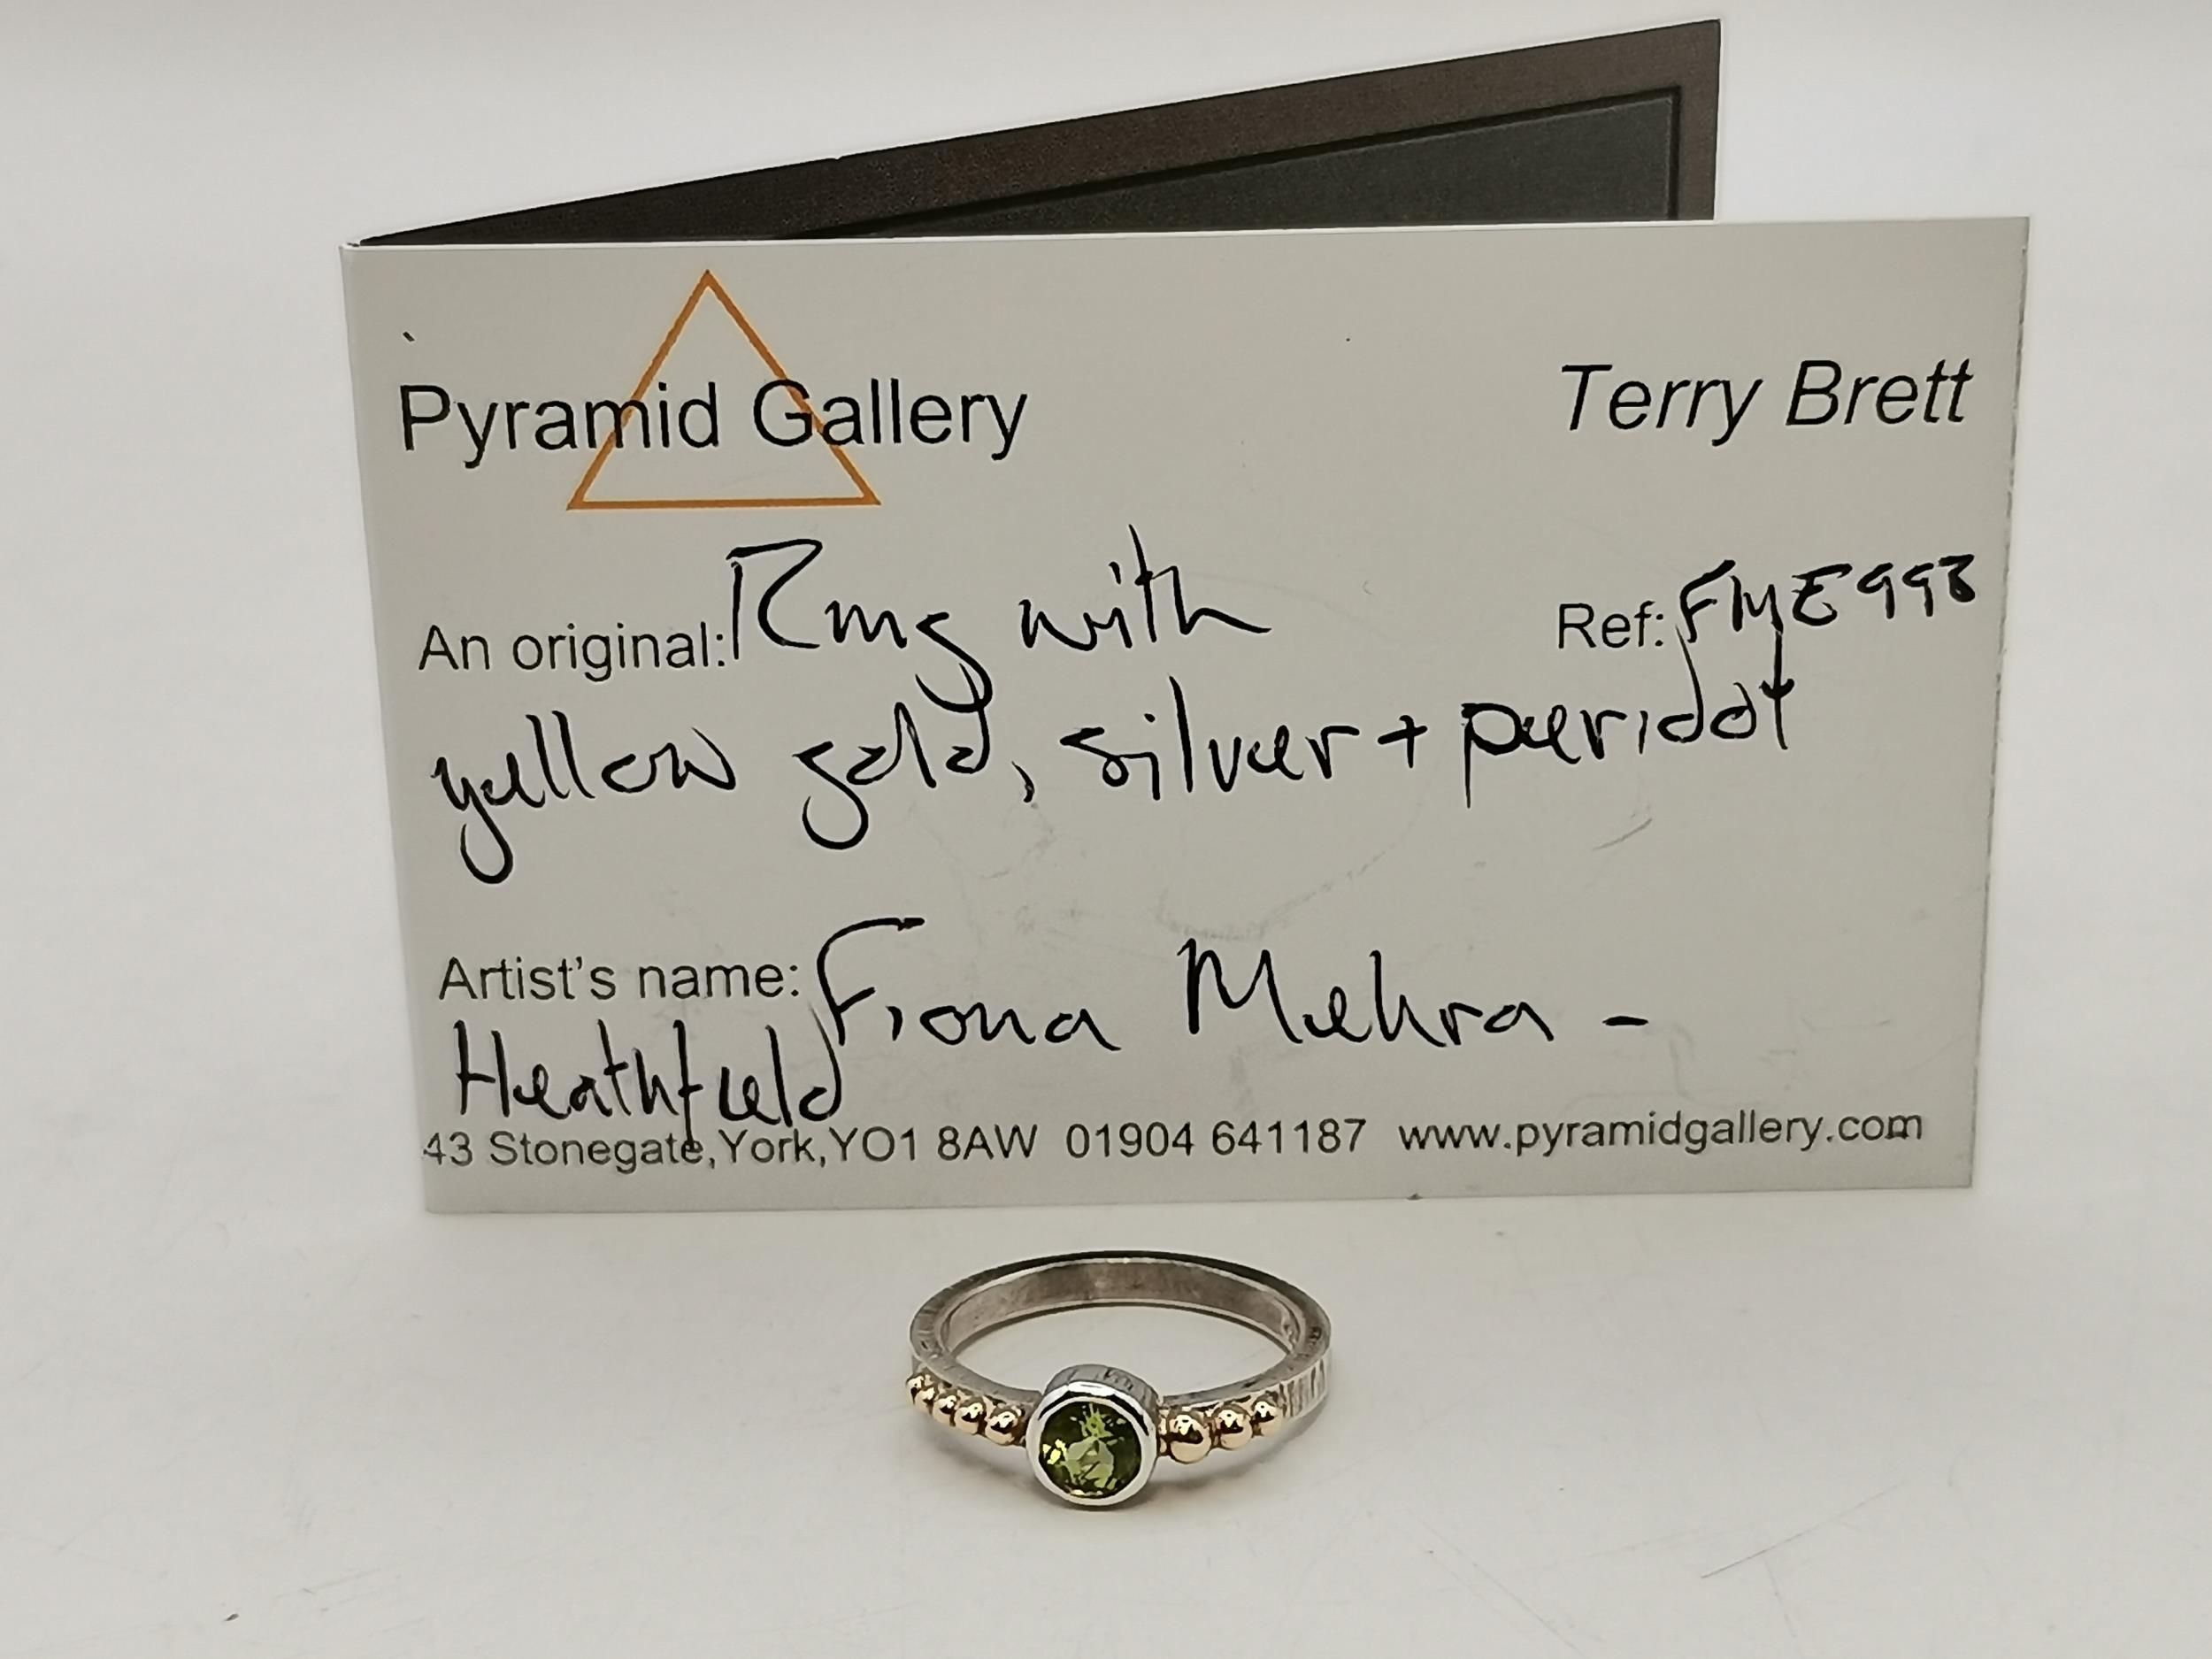 Pyramid Gallery Terry Brett
An original: Ring with Ref: FME993
yellow gold, silver + peridot
Artist's name: Fiona Mehra -
Heathfield
43 Stonegate,York,YO1 8AW 01904 641187 www.pyramidgallery.com